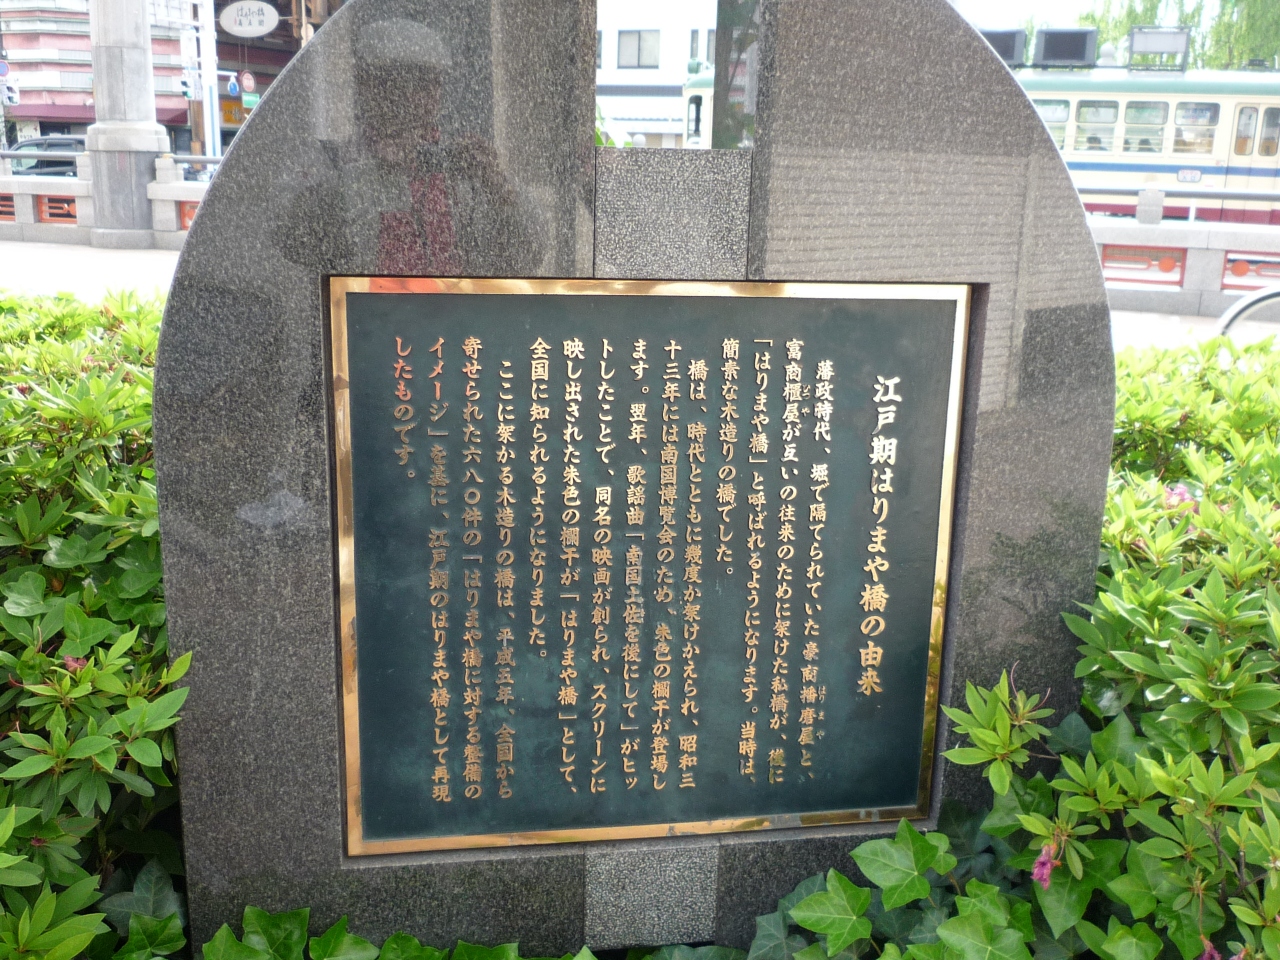 江戸期はりまや橋の由来
藩政時代、堀で隔てられていた豪商播磨屋と、
はりまや
富商櫃屋が互いの往来のために架けた私橋が、後に
ひつや
「はりまや橋」と呼ばれるようになります。当時は、
簡素な木造りの橋でした。
橋は、時代とともに幾度か架けかえられ、昭和三
十三年には南国博覧会のため、朱色の欄干が登場し
ます。翌年、歌謡曲「南国土佐を後にして」がヒッ
トしたことで、同名の映画が創られ、スクリーンに
映し出された朱色の欄干が「はりまや橋」として、
全国に知られるようになりました。
ここに架かる木造りの橋は、平成五年、全国から
寄せられた六八〇件の「はりまや橋に対する整備の
イメージ」を基に、江戸期のはりまや橋として再現
したものです。